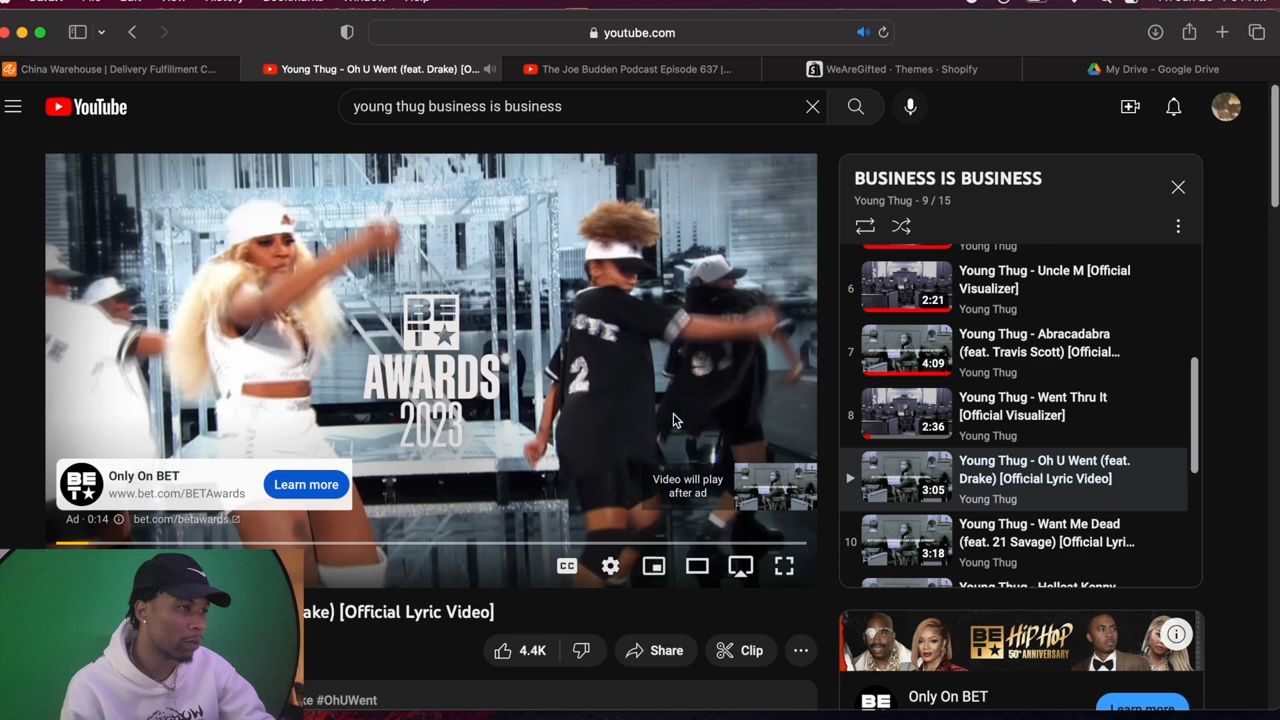 youtube.com
China Warehouse | Delivery Fulfillment C...
Young Thug - Oh U Went (feat. Drake) [O...
The Joe Budden Podcast Episode 637 |...
WeAreGifted · Themes · Shopify
My Drive - Google Drive
YouTube
young thug business is business
BET
AWARDS
2023
Only On BET
www.bet.com/BETAwards
Learn more
Video will play
after ad
Ad · 0:14
bet.com/betawards
CC
BUSINESS IS BUSINESS
Young Thug - 9 / 15
Young Thug
6
2:21
Young Thug - Uncle M [Official
Visualizer]
Young Thug
7
4:09
Young Thug - Abracadabra
(feat. Travis Scott) [Official...
Young Thug
8
2:36
Young Thug - Went Thru It
[Official Visualizer]
Young Thug
3:05
Young Thug - Oh U Went (feat.
Drake) [Official Lyric Video]
Young Thug
10
3:18
Young Thug - Want Me Dead
(feat. 21 Savage) [Official Lyri...
Young Thug
ake) [Official Lyric Video]
4.4K
Share
Clip
ke #OhUWent
BET HIPHOP
50th ANNIVERSARY
BET
Only On BET
Learn more